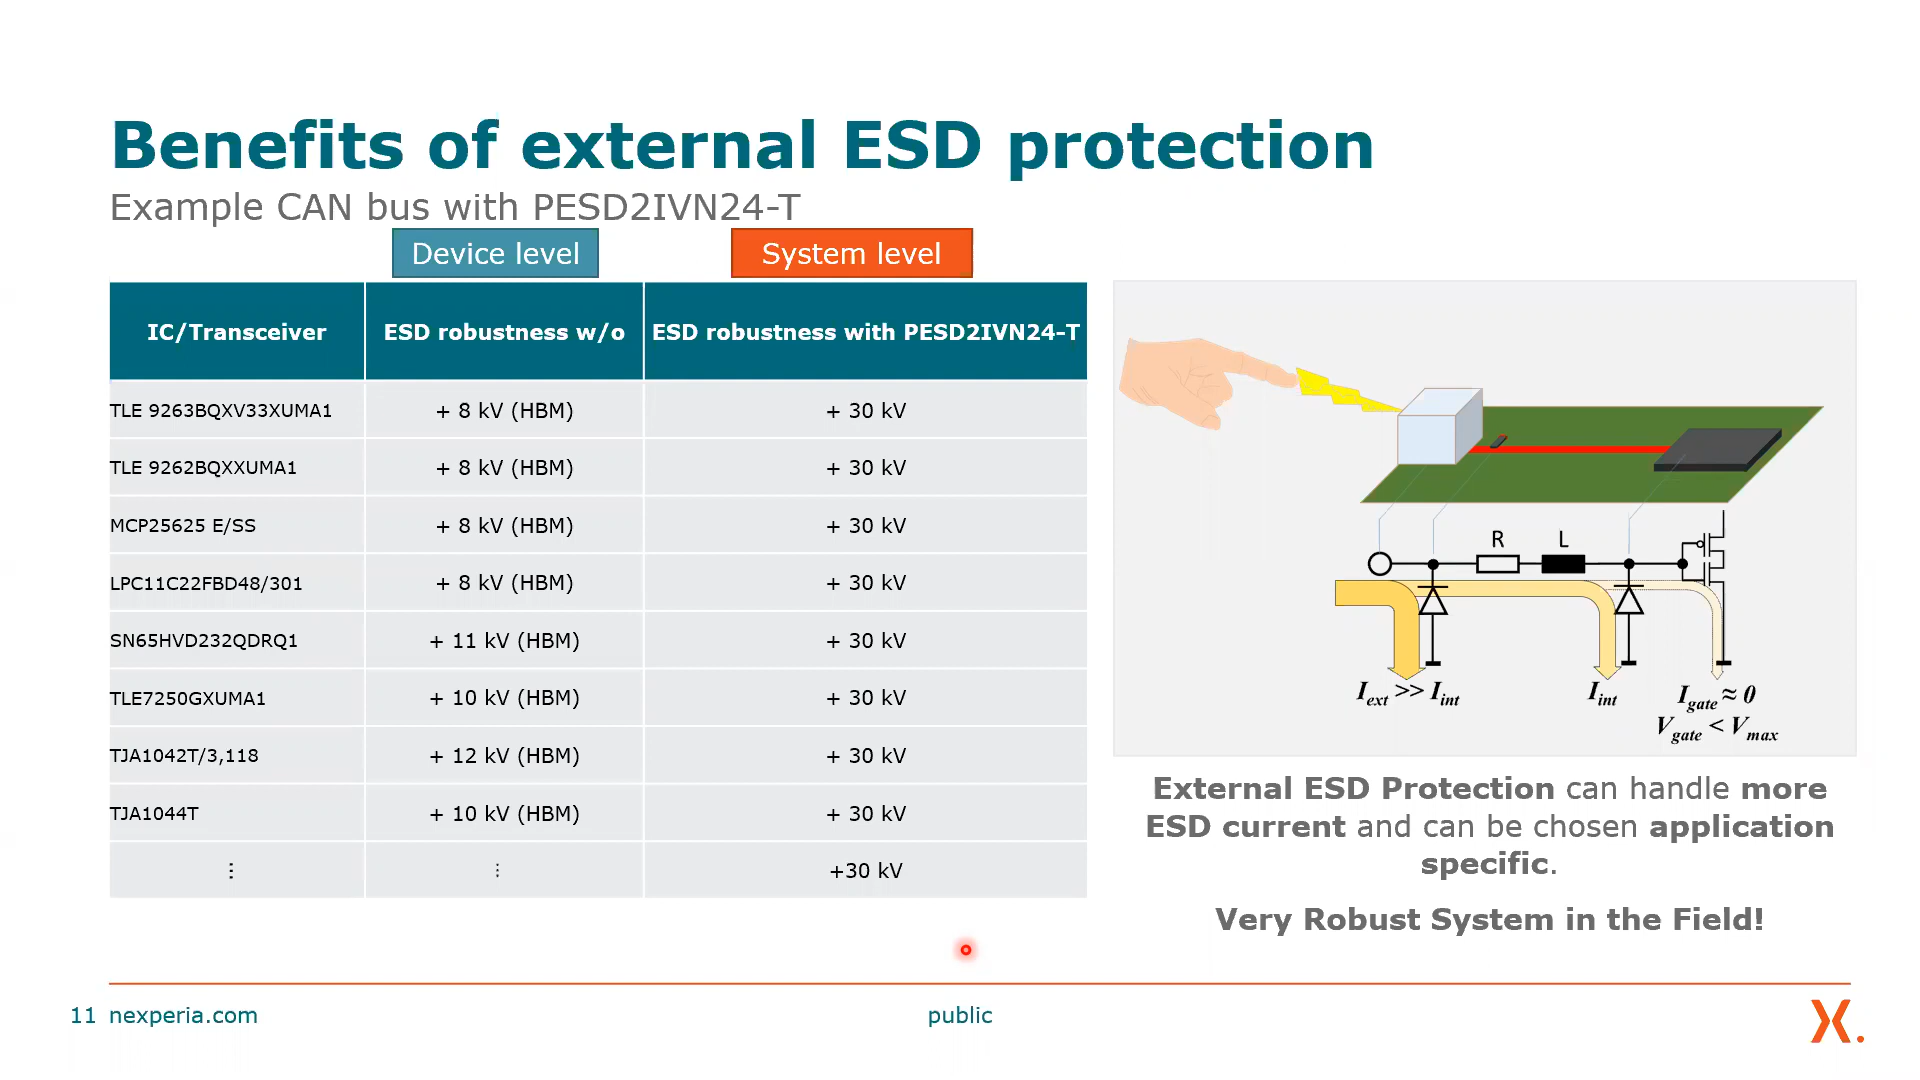 Benefits of external ESD protection
Example CAN bus with PESD2IVN24-T
Device level
System level
IC/Transceiver ESD robustness w/o ESD robustness with PESD2IVN24-T
TLE 9263BQXV33XUMA1 + 8 kV (HBM) + 30 kV
TLE 9262BQXXUMA1 + 8 kV (HBM) + 30 kV
MCP25625 E/SS + 8 kV (HBM) + 30 kV
LPC11C22FBD48/301 + 8 kV (HBM) + 30 kV
SN65HVD232QDRQ1 + 11 kV (HBM) + 30 kV
TLE7250GXUMA1 + 10 kV (HBM) + 30 kV
TJA1042T/3,118 + 12 kV (HBM) + 30 kV
TJA1044T + 10 kV (HBM) + 30 kV
⋮ ⋮ +30 kV
R L
I_ext >> I_int I_int I_gate ≈ 0
V_gate < V_max
External ESD Protection can handle more
ESD current and can be chosen application
specific.
Very Robust System in the Field!
11 nexperia.com public